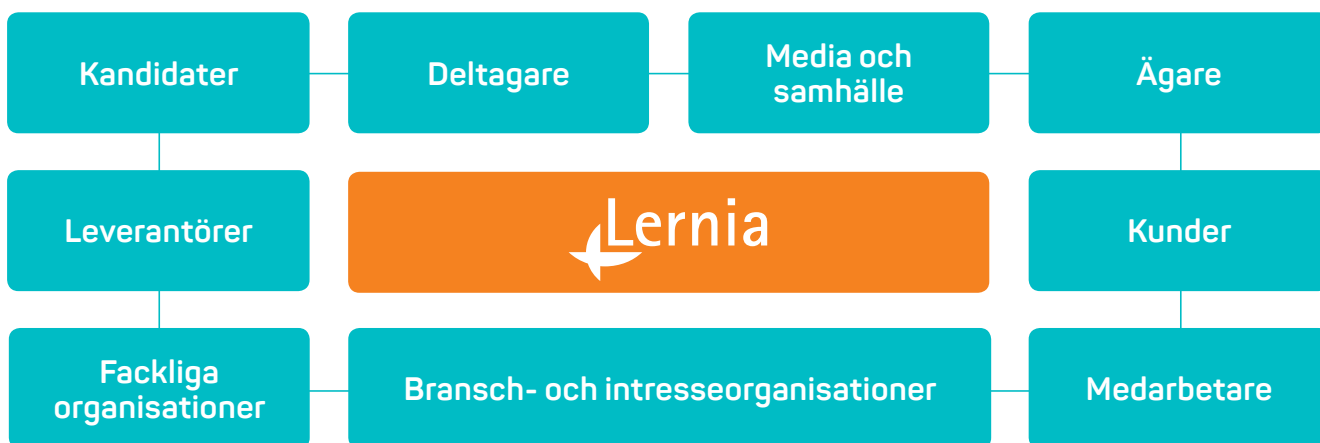 Kandidater
Deltagare
Media och
samhälle
Ägare
Leverantörer
Lernia
Kunder
Fackliga
organisationer
Bransch- och intresseorganisationer
Medarbetare